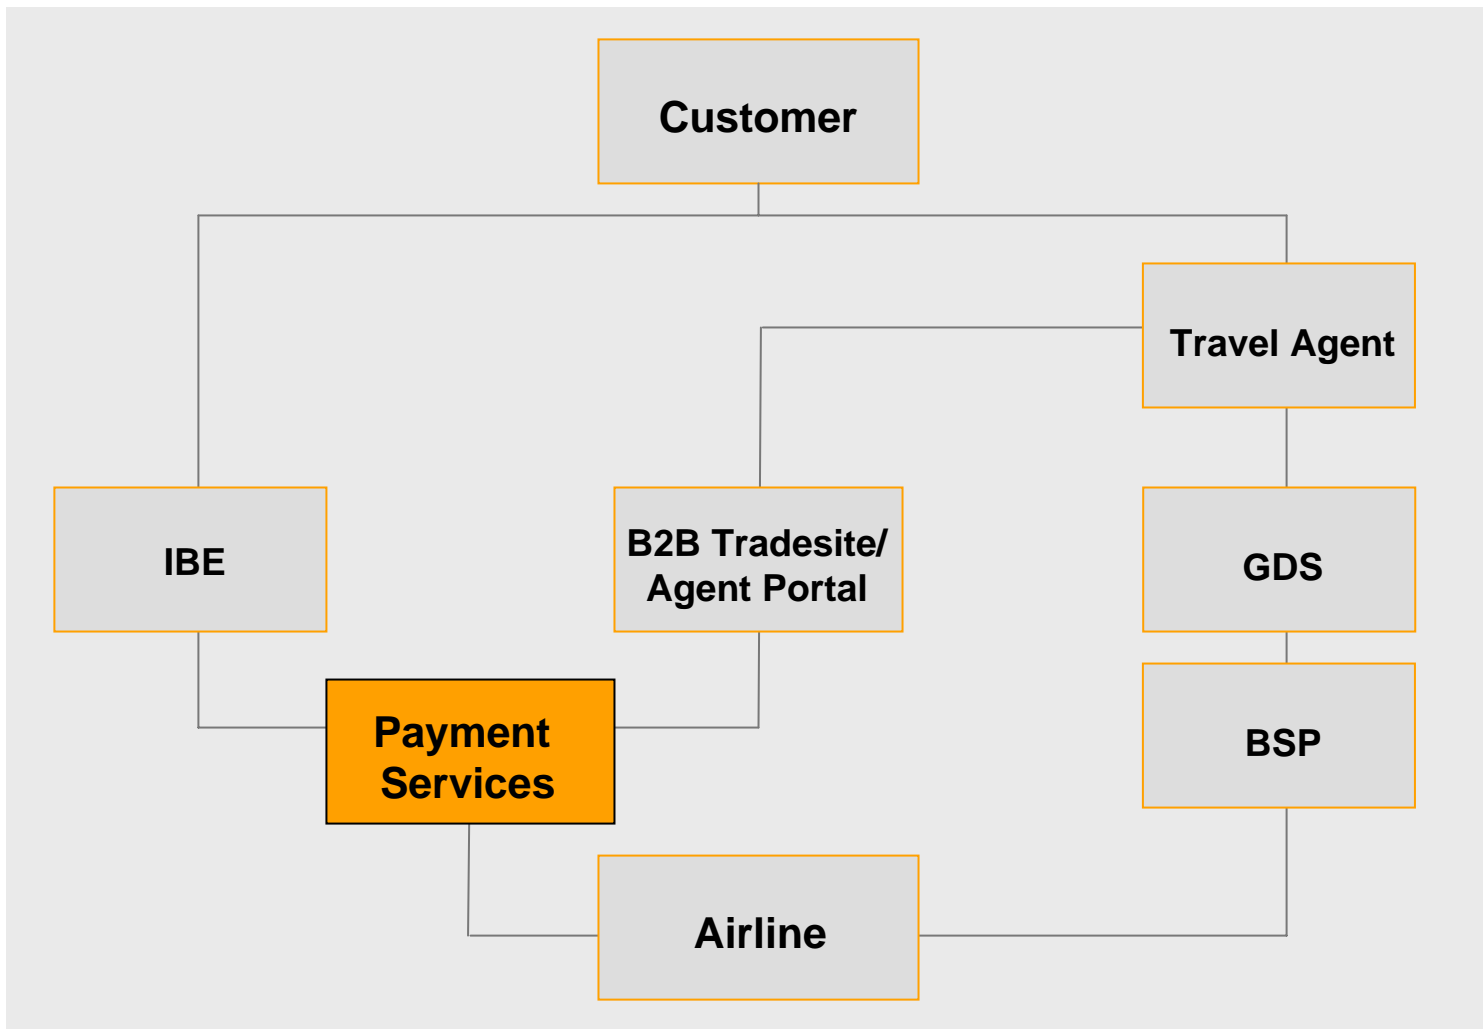 Customer
Travel Agent
IBE
B2B Tradesite/
Agent Portal
GDS
Payment
Services
BSP
Airline